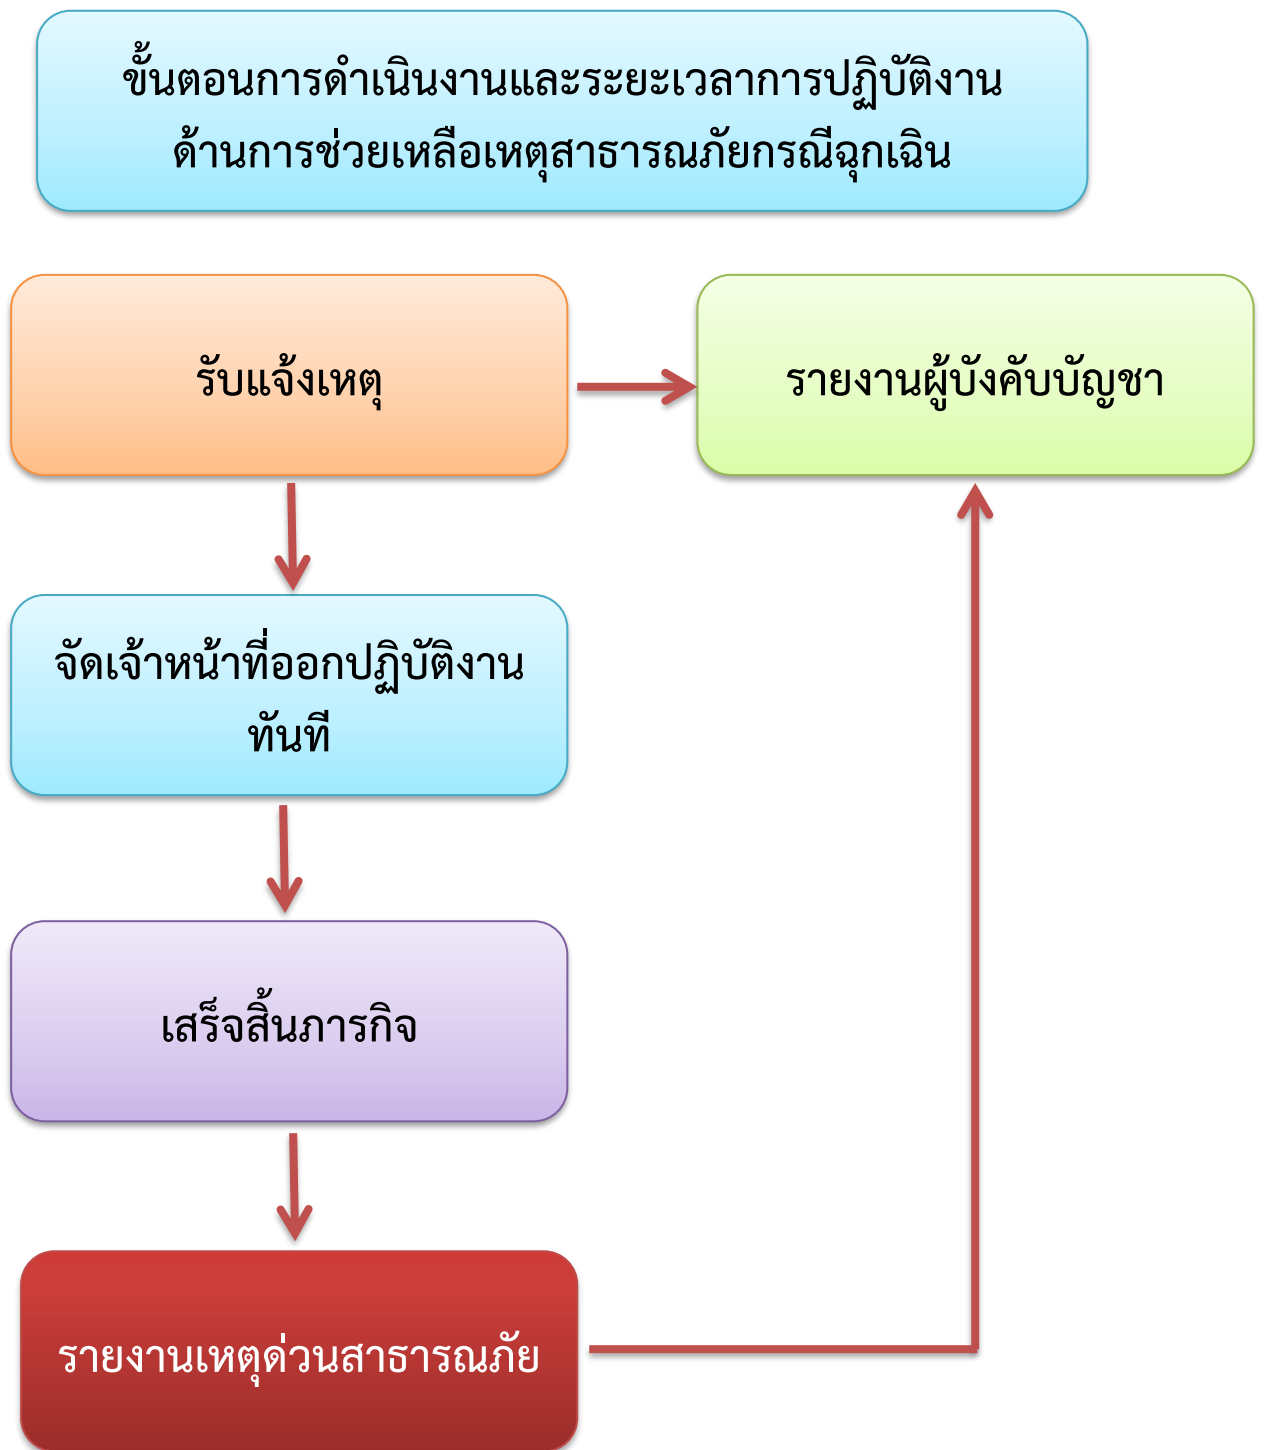 ขั้นตอนการดำเนินงานและระยะเวลาการปฏิบัติงาน
ด้านการช่วยเหลือเหตุสาธารณภัยกรณีฉุกเฉิน
รับแจ้งเหตุ
รายงานผู้บังคับบัญชา
จัดเจ้าหน้าที่ออกปฏิบัติงาน
ทันที
เสร็จสิ้นภารกิจ
รายงานเหตุด่วนสาธารณภัย